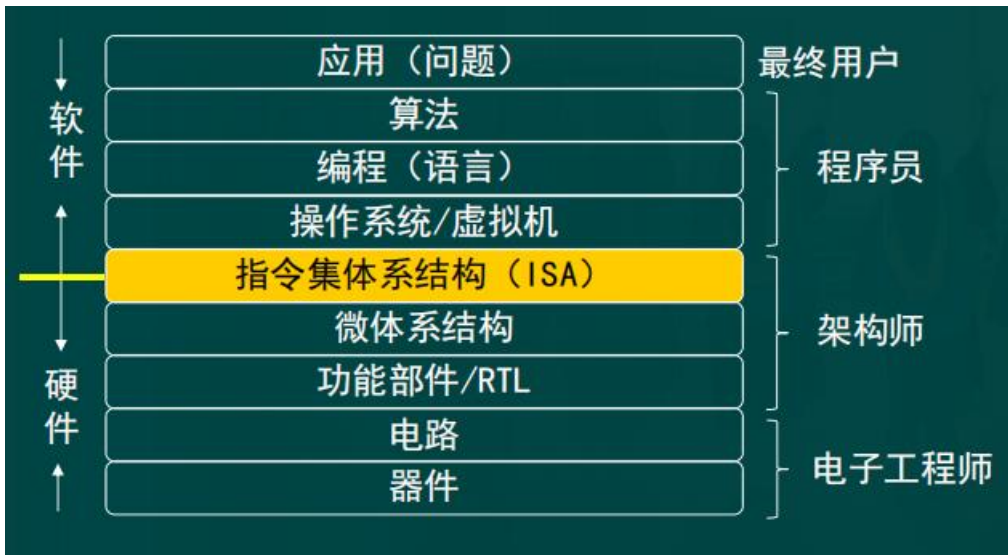 应用（问题）
最终用户
软件
算法
编程（语言）
程序员
操作系统/虚拟机
指令集体系结构（ISA）
微体系结构
架构师
功能部件/RTL
硬件
电路
器件
电子工程师